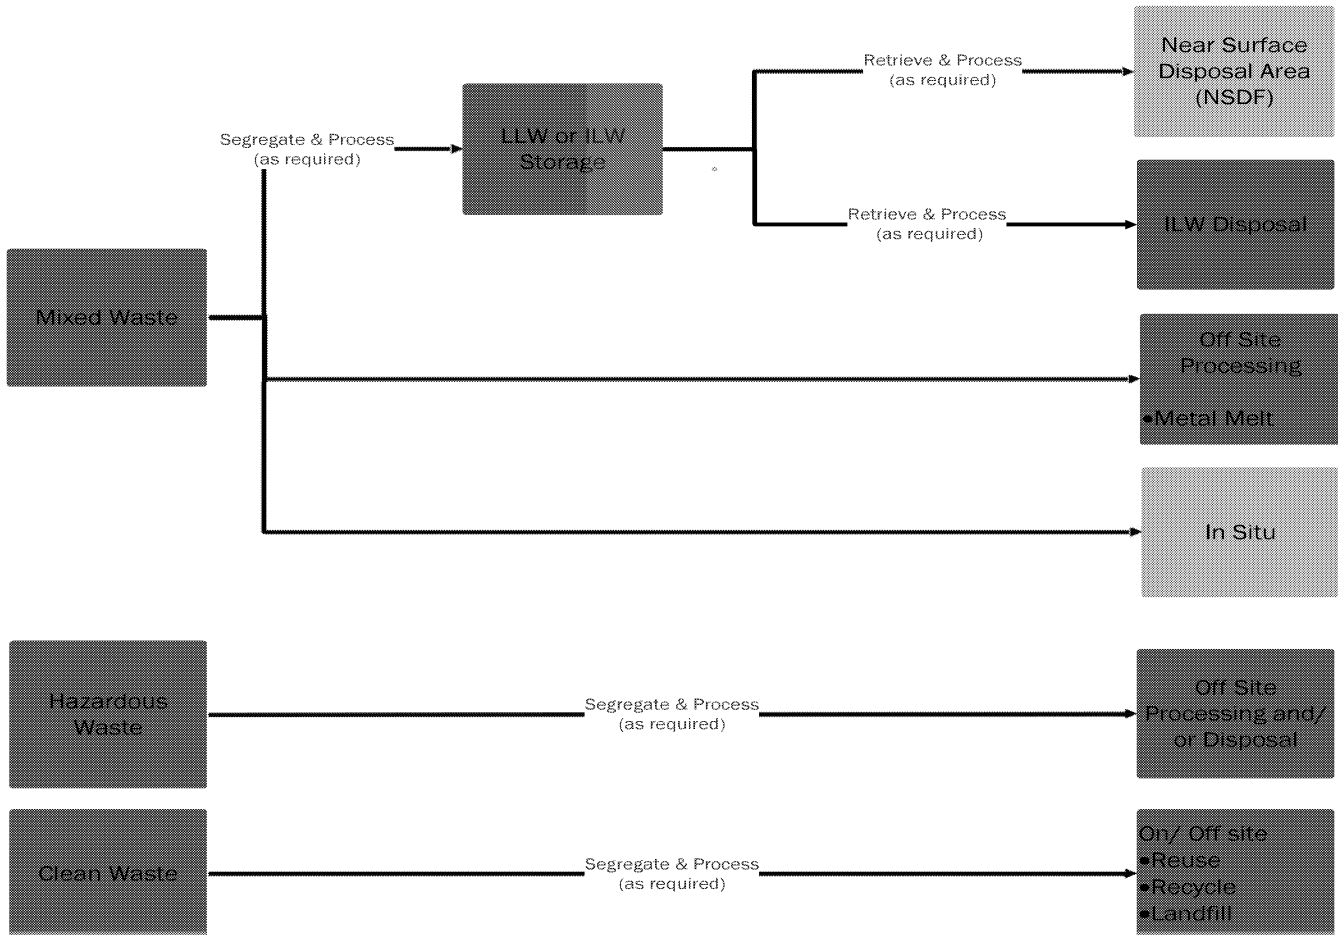 Near Surface
Disposal Area
(NSDF)
Retrieve & Process
(as required)
Segregate & Process
(as required)
LLW or ILW
Storage
Retrieve & Process
(as required)
ILW Disposal
Mixed Waste
Off Site
Processing
•Metal Melt
In Situ
Hazardous
Waste
Segregate & Process
(as required)
Off Site
Processing and/
or Disposal
Clean Waste
Segregate & Process
(as required)
On/ Off site
•Reuse
•Recycle
•Landfill